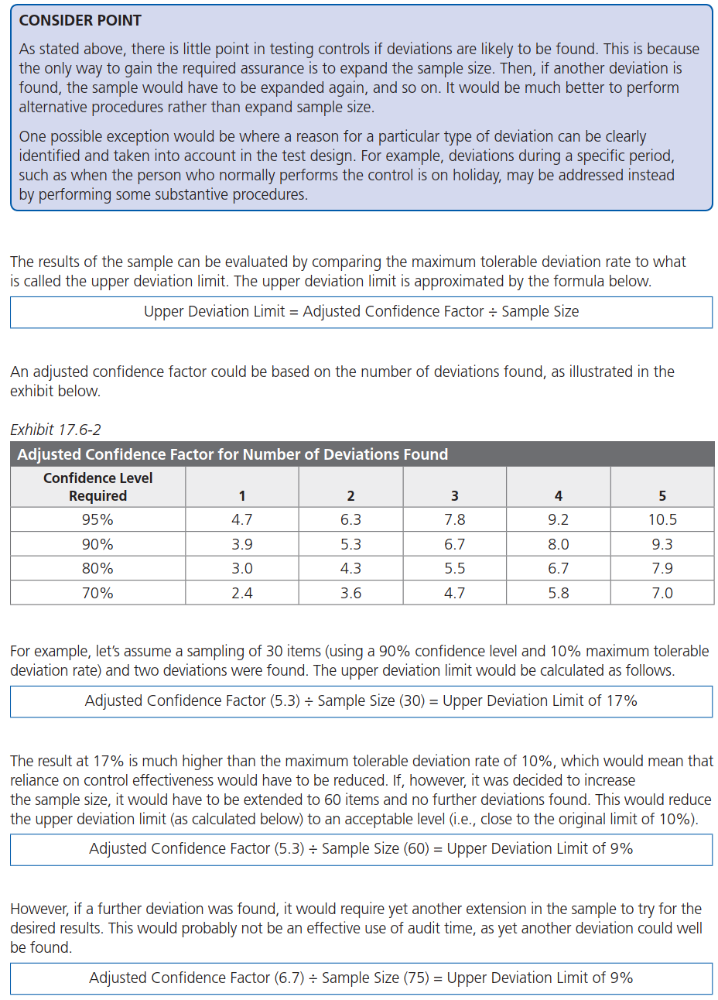 CONSIDER POINT
As stated above, there is little point in testing controls if deviations are likely to be found. This is because
the only way to gain the required assurance is to expand the sample size. Then, if another deviation is
found, the sample would have to be expanded again, and so on. It would be much better to perform
alternative procedures rather than expand sample size.
One possible exception would be where a reason for a particular type of deviation can be clearly
identified and taken into account in the test design. For example, deviations during a specific period,
such as when the person who normally performs the control is on holiday, may be addressed instead
by performing some substantive procedures.
The results of the sample can be evaluated by comparing the maximum tolerable deviation rate to what
is called the upper deviation limit. The upper deviation limit is approximated by the formula below.
Upper Deviation Limit = Adjusted Confidence Factor ÷ Sample Size
An adjusted confidence factor could be based on the number of deviations found, as illustrated in the
exhibit below.
Exhibit 17.6-2
Adjusted Confidence Factor for Number of Deviations Found
Confidence Level
Required 1 2 3 4 5
95% 4.7 6.3 7.8 9.2 10.5
90% 3.9 5.3 6.7 8.0 9.3
80% 3.0 4.3 5.5 6.7 7.9
70% 2.4 3.6 4.7 5.8 7.0
For example, let’s assume a sampling of 30 items (using a 90% confidence level and 10% maximum tolerable
deviation rate) and two deviations were found. The upper deviation limit would be calculated as follows.
Adjusted Confidence Factor (5.3) ÷ Sample Size (30) = Upper Deviation Limit of 17%
The result at 17% is much higher than the maximum tolerable deviation rate of 10%, which would mean that
reliance on control effectiveness would have to be reduced. If, however, it was decided to increase
the sample size, it would have to be extended to 60 items and no further deviations found. This would reduce
the upper deviation limit (as calculated below) to an acceptable level (i.e., close to the original limit of 10%).
Adjusted Confidence Factor (5.3) ÷ Sample Size (60) = Upper Deviation Limit of 9%
However, if a further deviation was found, it would require yet another extension in the sample to try for the
desired results. This would probably not be an effective use of audit time, as yet another deviation could well
be found.
Adjusted Confidence Factor (6.7) ÷ Sample Size (75) = Upper Deviation Limit of 9%